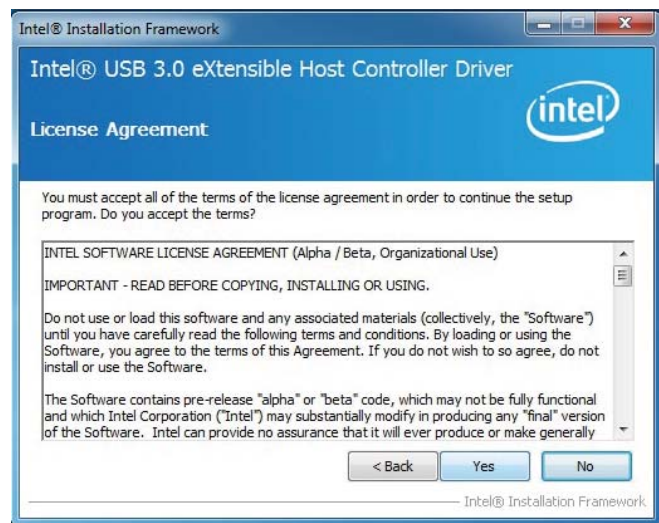 Intel® Installation Framework
Intel® USB 3.0 eXtensible Host Controller Driver
License Agreement
intel
You must accept all of the terms of the license agreement in order to continue the setup
program. Do you accept the terms?
INTEL SOFTWARE LICENSE AGREEMENT (Alpha / Beta, Organizational Use)
IMPORTANT - READ BEFORE COPYING, INSTALLING OR USING.
Do not use or load this software and any associated materials (collectively, the "Software")
until you have carefully read the following terms and conditions. By loading or using the
Software, you agree to the terms of this Agreement. If you do not wish to so agree, do not
install or use the Software.
The Software contains pre-release "alpha" or "beta" code, which may not be fully functional
and which Intel Corporation ("Intel") may substantially modify in producing any "final" version
of the Software. Intel can provide no assurance that it will ever produce or make generally
< Back Yes No
Intel® Installation Framework